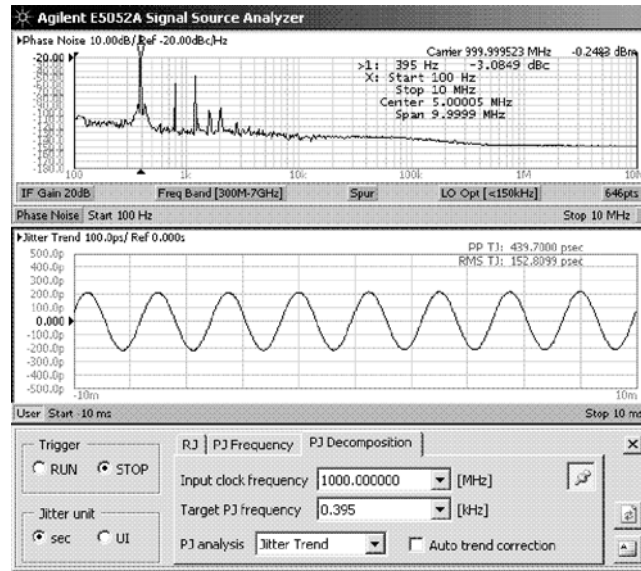 Agilent E5052A Signal Source Analyzer
Phase Noise 10.00dB/ Ref -20.00dBc/Hz
-20.00
Carrier 999.999523 MHz -0.2483 dBm
>1: 395 Hz -3.0849 dBc
X: Start 100 Hz
Stop 10 MHz
Center 5.00005 MHz
Span 9.9999 MHz
100 1k 10k 100k 1M 10M
IF Gain 20dB Freq Band [300M-7GHz] Spur LO Opt [<150kHz] 646pts
Phase Noise Start 100 Hz Stop 10 MHz
Jitter Trend 100.0ps/ Ref 0.000s
PP TJ: 439.7000 psec
RMS TJ: 152.8099 psec
500.0p
400.0p
300.0p
200.0p
100.0p
0.000
-100.0p
-200.0p
-300.0p
-400.0p
-500.0p
-10m 10m
User Start -10 ms Stop 10 ms
Trigger
RUN STOP
Jitter unit
sec UI
RJ PJ Frequency PJ Decomposition
Input clock frequency 1000.000000 [MHz]
Target PJ frequency 0.395 [kHz]
PJ analysis Jitter Trend Auto trend correction